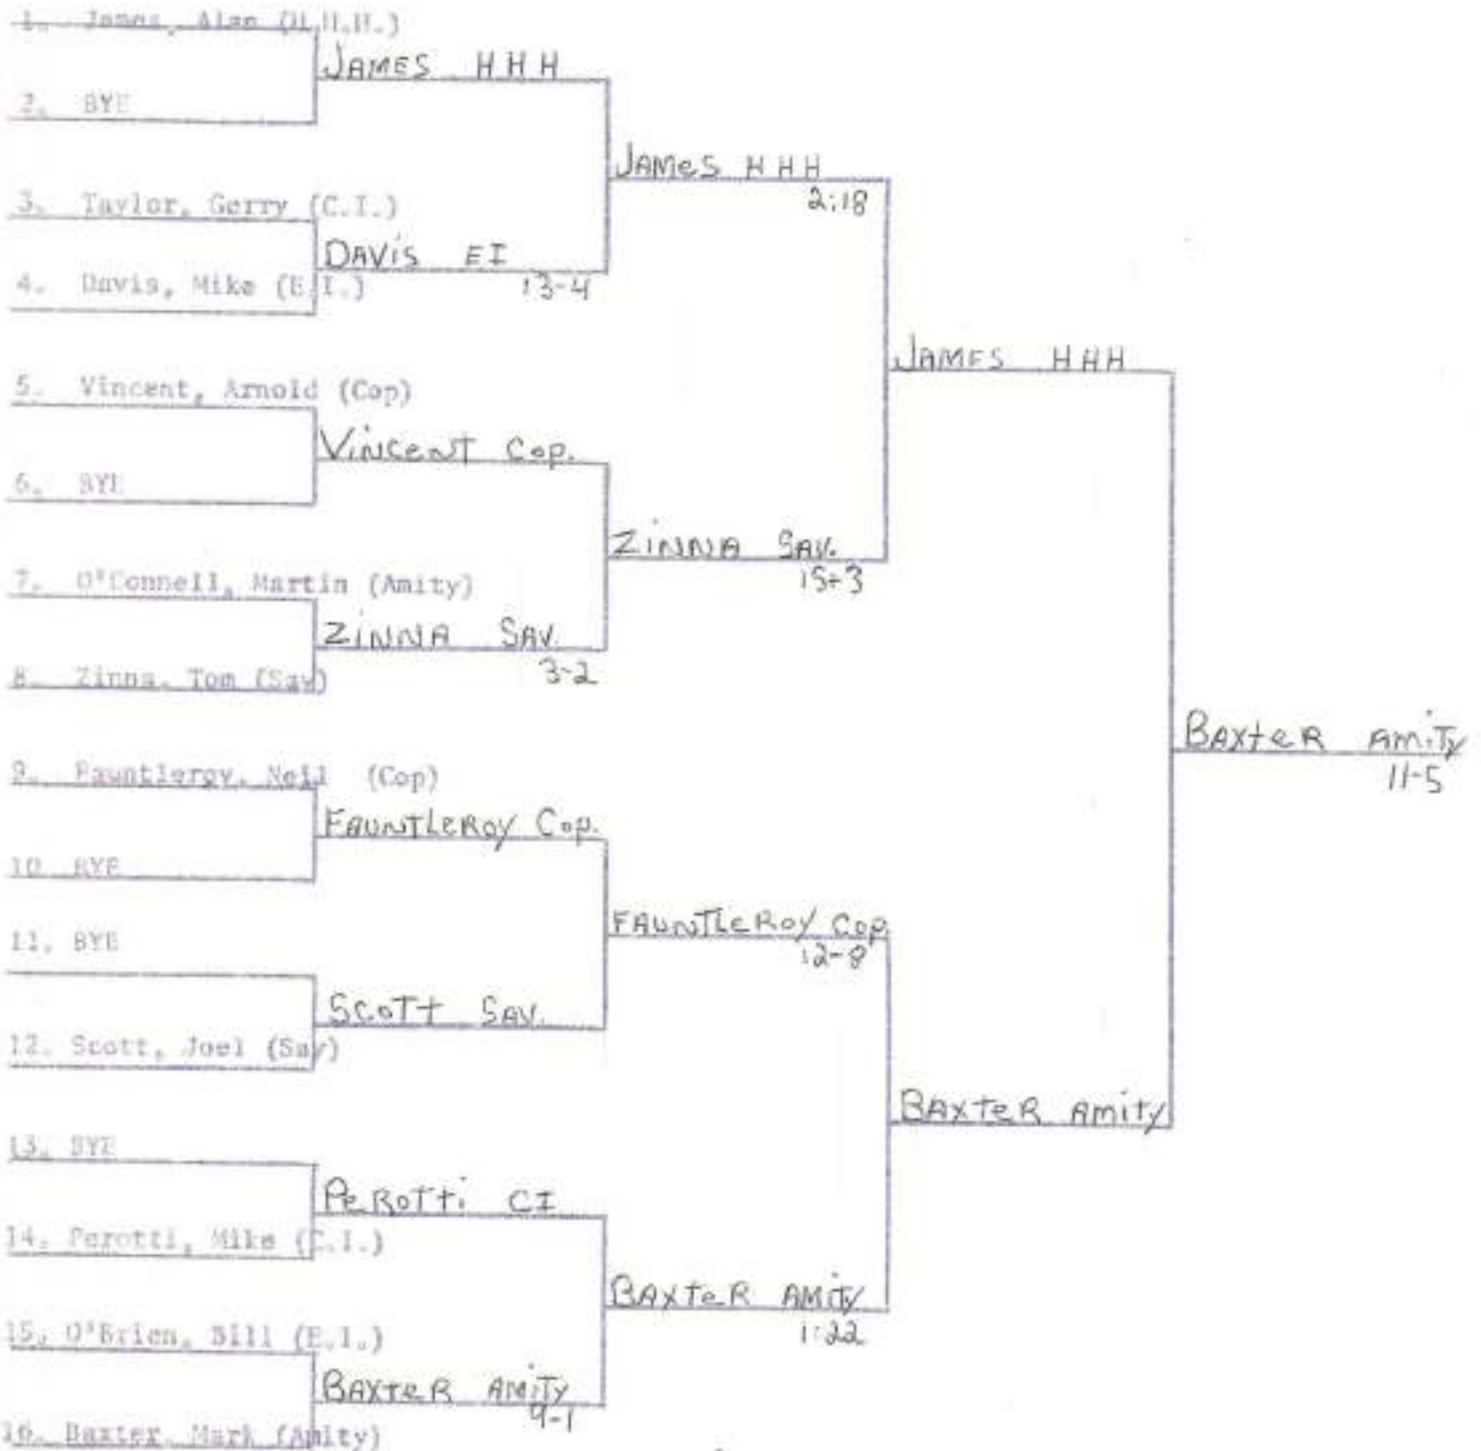 1. James, Alan (H.H.H.)
JAMES HHH
2. BYE
JAMES HHH
2:18
3. Taylor, Gerry (C.I.)
DAVIS EI
13-4
4. Davis, Mike (E.I.)
JAMES HHH
5. Vincent, Arnold (Cop)
VINCENT Cop.
6. BYE
ZINNA SAV.
15-3
7. O'Connell, Martin (Amity)
ZINNA SAV.
3-2
8. Zinna, Tom (Sav)
BAXTER AMITY
11-5
9. Fauntleroy, Neil (Cop)
FAUNTLEROY Cop.
10 BYE
FAUNTLEROY Cop.
12-8
11. BYE
SCOTT SAV.
12. Scott, Joel (Sav)
BAXTER AMITY
13. BYE
PEROTTI CI
14. Perotti, Mike (C.I.)
BAXTER AMITY
1:22
15. O'Brien, Bill (E.I.)
BAXTER AMITY
9-1
16. Baxter, Mark (Amity)